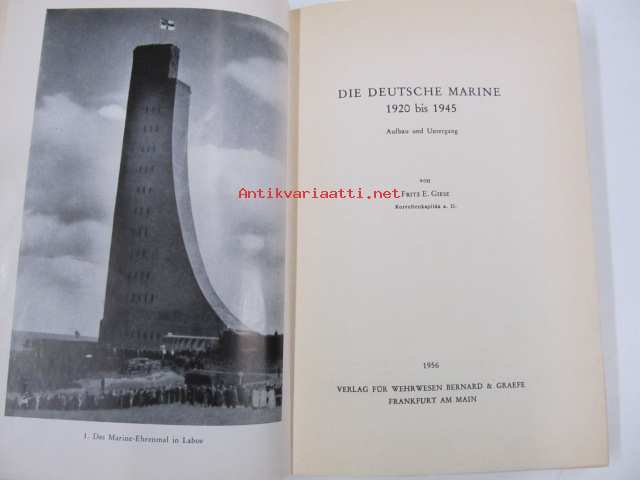 1. Das Marine-Ehrenmal in Laboe
DIE DEUTSCHE MARINE
1920 bis 1945
Aufbau und Untergang
von
Antikvariaatti.net
FRITZ E. GIESE
Korvettenkapitän a. D.
1956
VERLAG FÜR WEHRWESEN BERNARD & GRAEFE
FRANKFURT AM MAIN